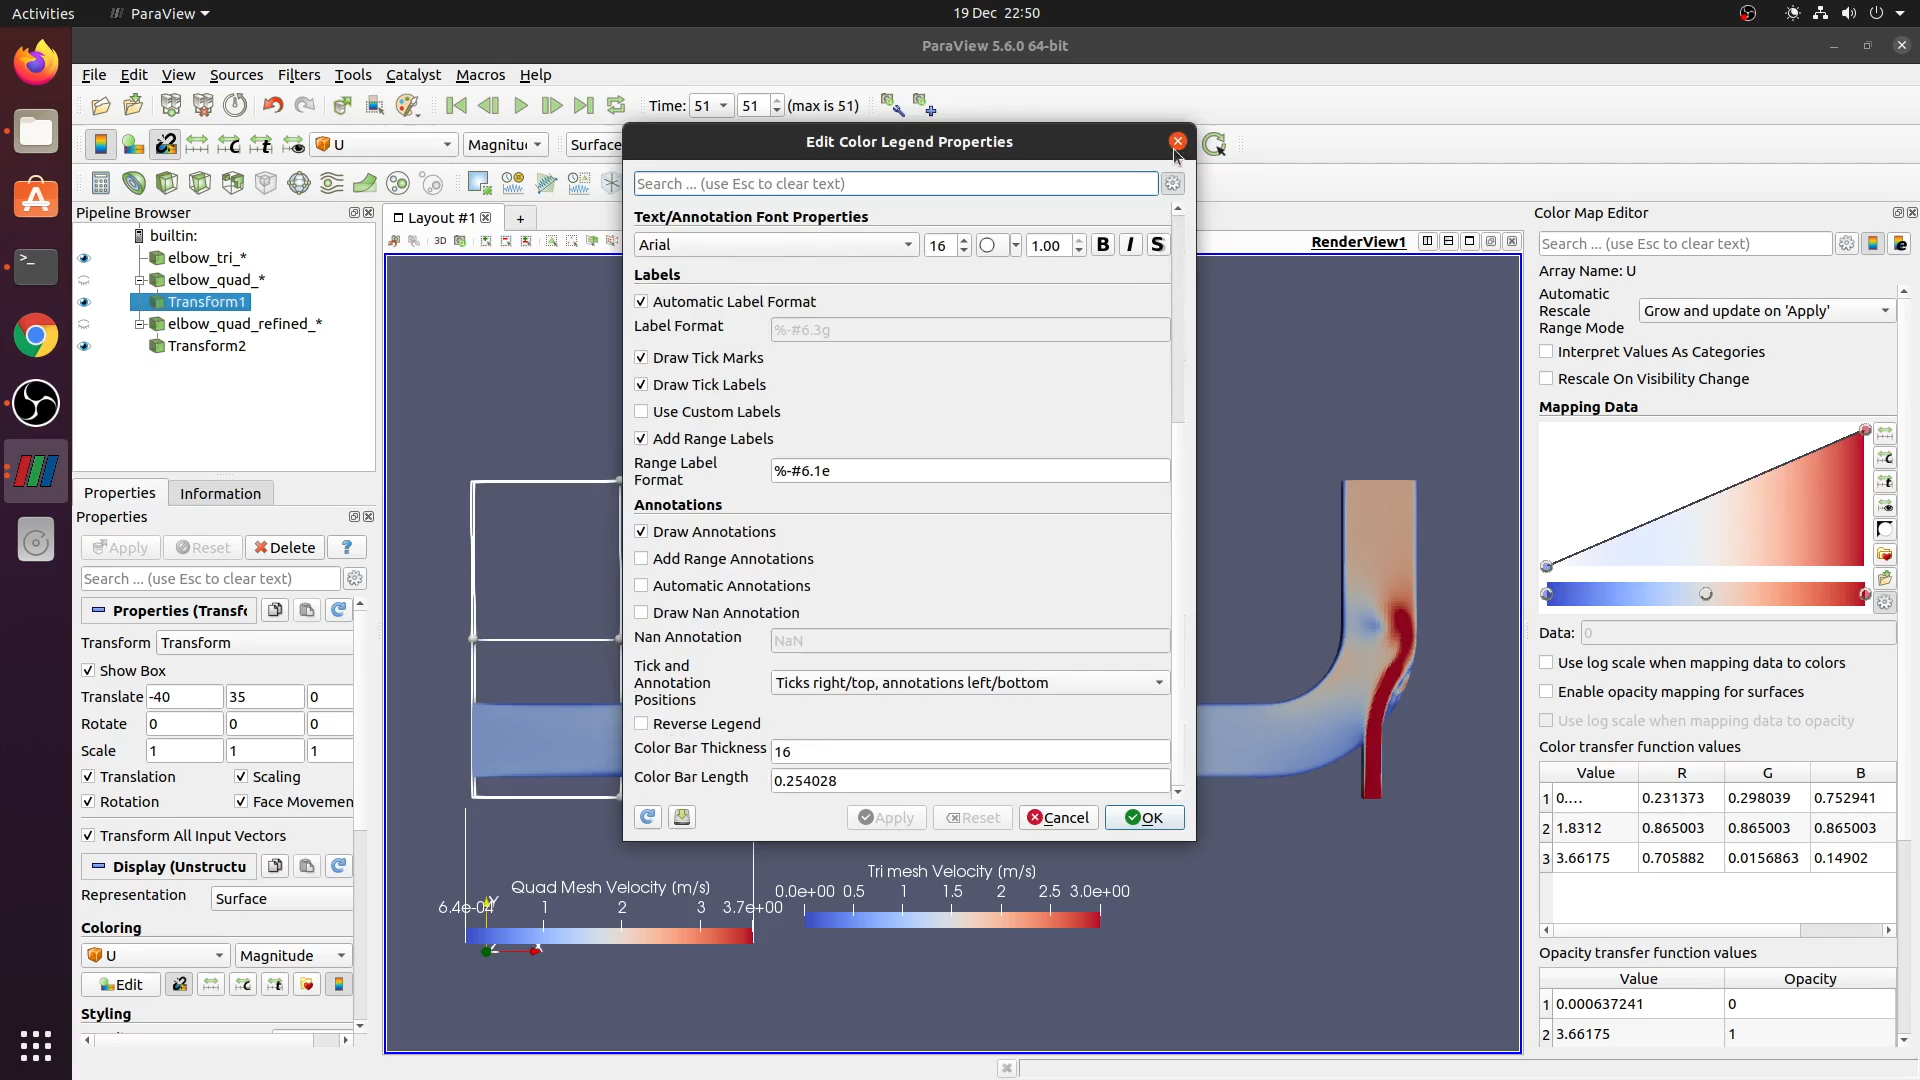 Activities
ParaView
19 Dec 22:50
ParaView 5.6.0 64-bit
File Edit View Sources Filters Tools Catalyst Macros Help
Time: 51 51 (max is 51)
U
Surface
Edit Color Legend Properties
Search ... (use Esc to clear text)
Text/Annotation Font Properties
Arial 16 1.00 B I S
Labels
Automatic Label Format
Label Format %-#6.3g
Draw Tick Marks
Draw Tick Labels
Use Custom Labels
Add Range Labels
Range Label Format %-#6.1e
Annotations
Draw Annotations
Add Range Annotations
Automatic Annotations
Draw Nan Annotation
Nan Annotation NaN
Tick and Annotation Positions Ticks right/top, annotations left/bottom
Reverse Legend
Color Bar Thickness 16
Color Bar Length 0.254028
Apply Reset Cancel OK
Pipeline Browser
builtin:
elbow_tri_*
elbow_quad_*
Transform1
elbow_quad_refined_*
Transform2
Properties Information
Properties
Apply Reset Delete ?
Search ... (use Esc to clear text)
Properties (Transfo
Transform Transform
Show Box
Translate -40 35 0
Rotate 0 0 0
Scale 1 1 1
Translation Scaling
Rotation Face Movemen
Transform All Input Vectors
Display (Unstructu
Representation Surface
Coloring
U Magnitude
Edit
Styling
Layout #1 +
3D
RenderView1
Quad Mesh Velocity (m/s)
6.4e-04 1 2 3 3.7e+00
Tri mesh Velocity (m/s)
0.0e+00 0.5 1 1.5 2 2.5 3.0e+00
Y
Color Map Editor
Search ... (use Esc to clear text)
Array Name: U
Automatic Rescale Range Mode Grow and update on 'Apply'
Interpret Values As Categories
Rescale On Visibility Change
Mapping Data
Data: 0
Use log scale when mapping data to colors
Enable opacity mapping for surfaces
Use log scale when mapping data to opacity
Color transfer function values
Value R G B
1 0.... 0.231373 0.298039 0.752941
2 1.8312 0.865003 0.865003 0.865003
3 3.66175 0.705882 0.0156863 0.14902
Opacity transfer function values
Value Opacity
1 0.000637241 0
2 3.66175 1